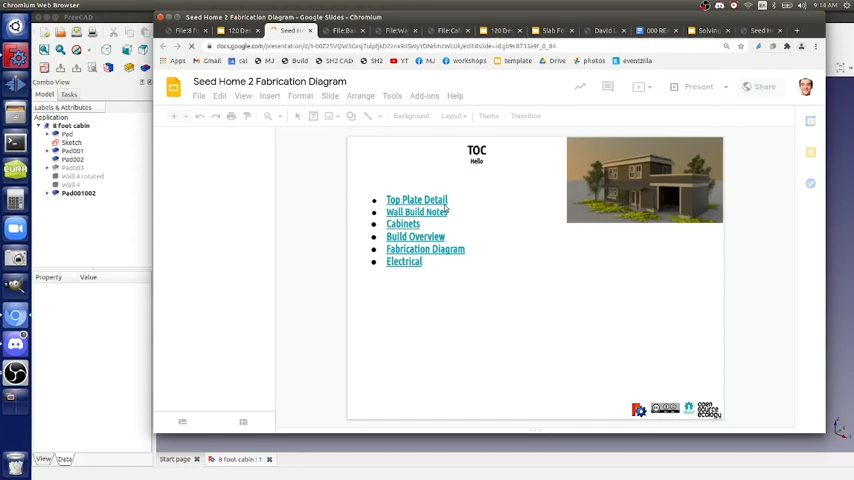 Chromium Web Browser
9:14 AM
FreeCAD
Seed Home 2 Fabrication Diagram - Google Slides - Chromium
Combo View
Model Tasks
Labels & Attributes
Application
8 foot cabin
Pad
Sketch
Pad001
Pad002
Pad003
Wall 4 rotated
Wall 4
Pad001002
Property Value
View Data
Start page
8 foot cabin : 1
Apps Gmail cal MJ Build SH2 CAD SH2 MJ workshops template Drive photos eventzilla
Seed Home 2 Fabrication Diagram
File Edit View Insert Format Slide Arrange Tools Add-ons Help
Present Share
Background Layout Theme Transition
TOC
Hello
Top Plate Detail
Wall Build Notes
Cabinets
Build Overview
Fabrication Diagram
Electrical
open
source
ecology